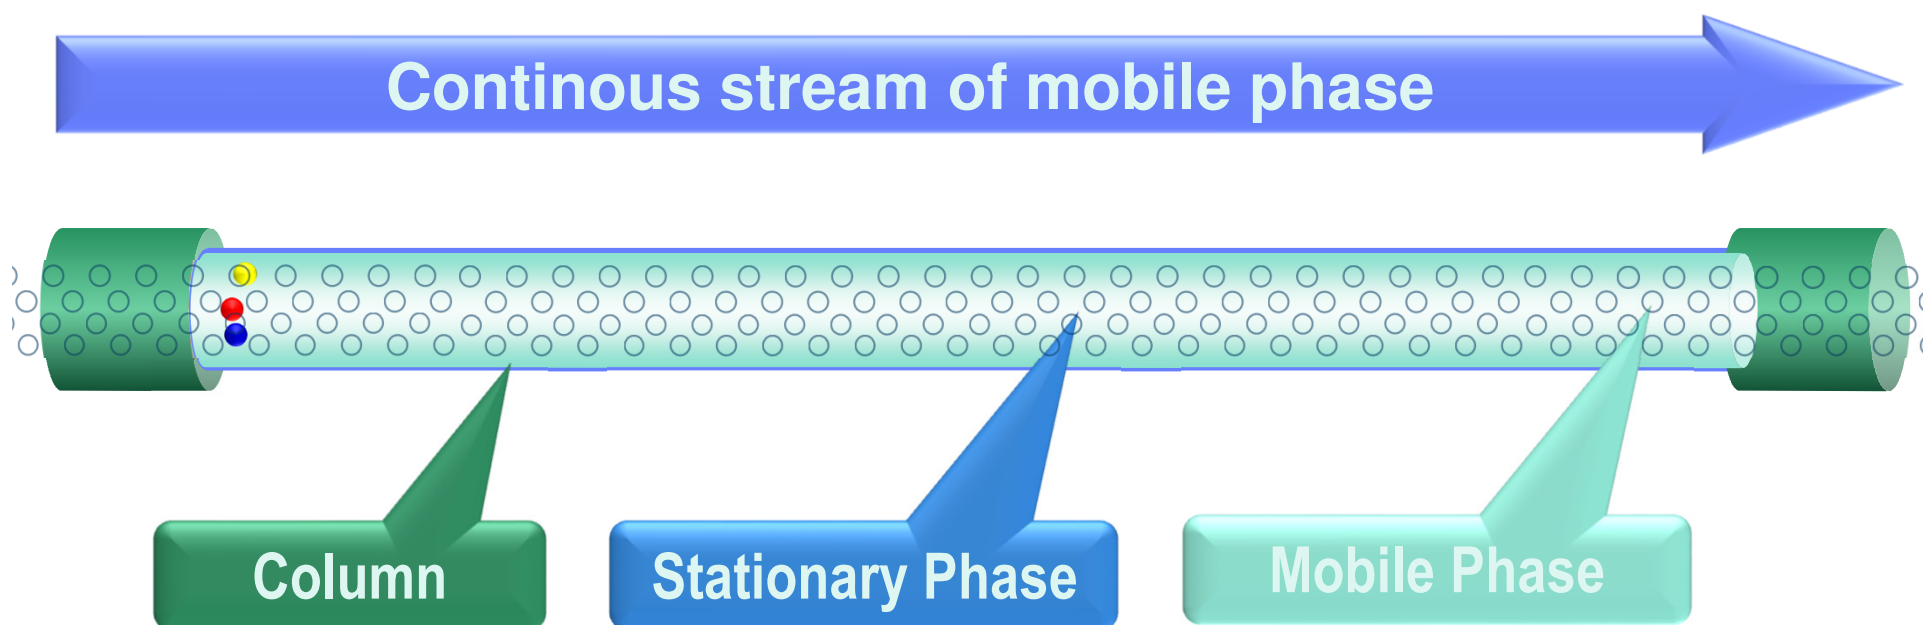 Continous stream of mobile phase
Column
Stationary Phase
Mobile Phase